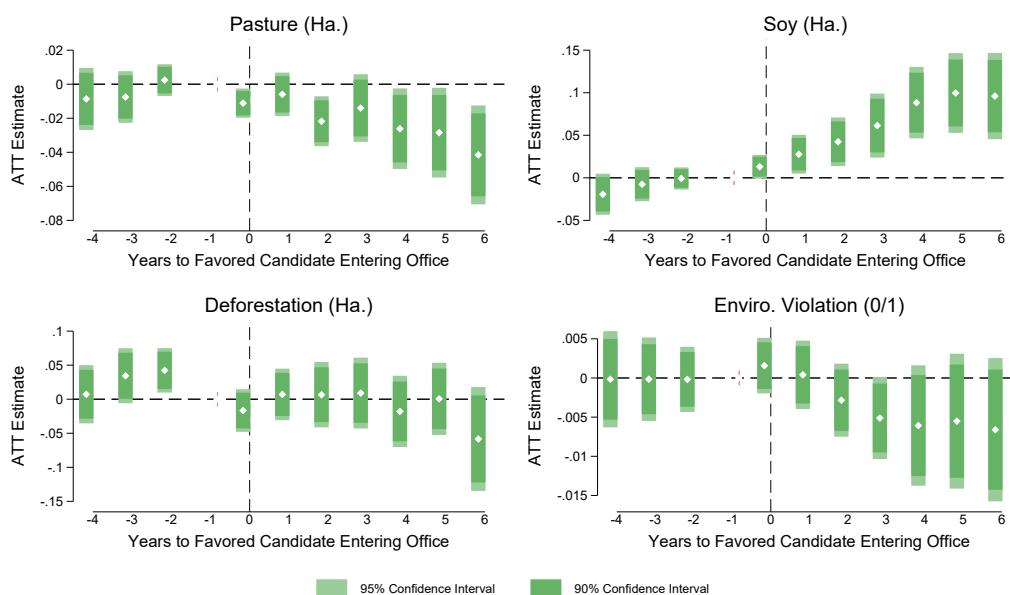 Pasture (Ha.)
.02
0
-.02
-.04
-.06
-.08
ATT Estimate
-4 -3 -2 -1 0 1 2 3 4 5 6
Years to Favored Candidate Entering Office
Soy (Ha.)
.15
.1
.05
0
-.05
ATT Estimate
-4 -3 -2 -1 0 1 2 3 4 5 6
Years to Favored Candidate Entering Office
Deforestation (Ha.)
.1
.05
0
-.05
-.1
-.15
ATT Estimate
-4 -3 -2 -1 0 1 2 3 4 5 6
Years to Favored Candidate Entering Office
Enviro. Violation (0/1)
.005
0
-.005
-.01
-.015
ATT Estimate
-4 -3 -2 -1 0 1 2 3 4 5 6
Years to Favored Candidate Entering Office
95% Confidence Interval 90% Confidence Interval